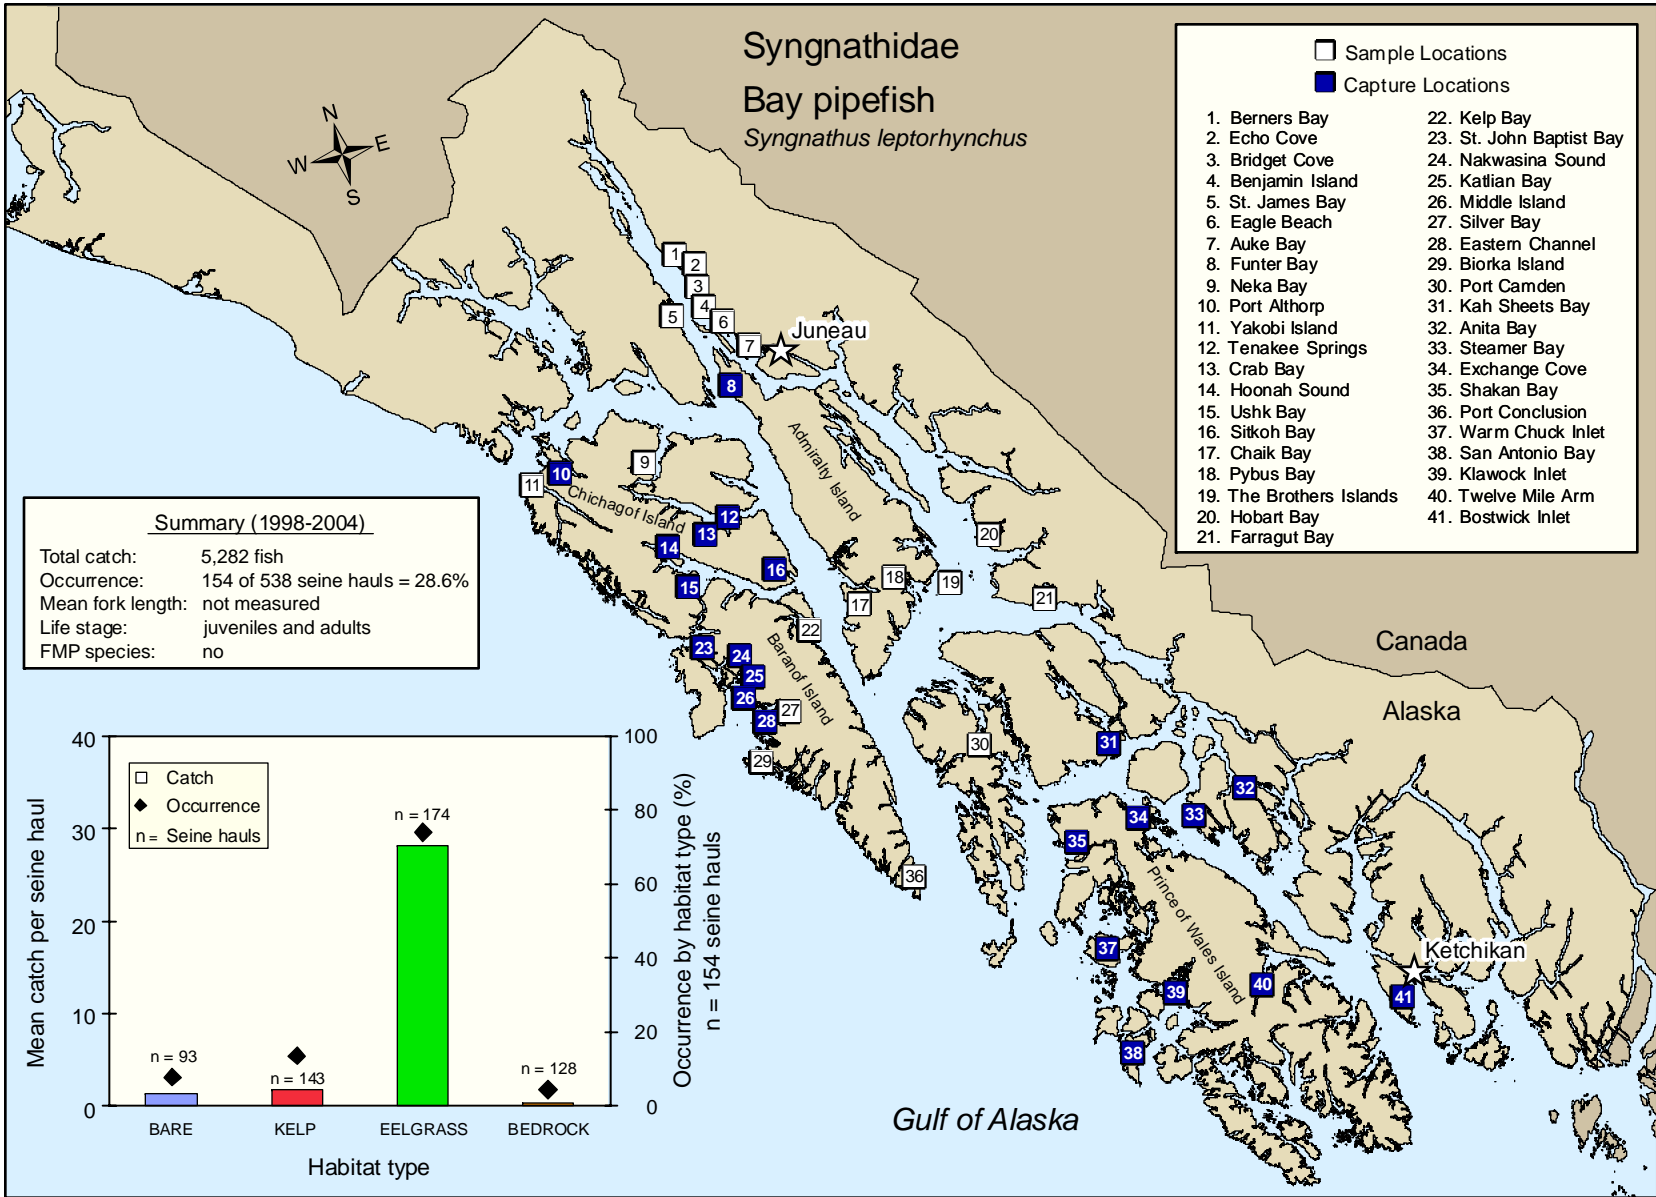 Syngnathidae
Bay pipefish
Syngnathus leptorhynchus
N
E
W
S
Sample Locations
Capture Locations
1. Berners Bay
2. Echo Cove
3. Bridget Cove
4. Benjamin Island
5. St. James Bay
6. Eagle Beach
7. Auke Bay
8. Funter Bay
9. Neka Bay
10. Port Althorp
11. Yakobi Island
12. Tenakee Springs
13. Crab Bay
14. Hoonah Sound
15. Ushk Bay
16. Sitkoh Bay
17. Chaik Bay
18. Pybus Bay
19. The Brothers Islands
20. Hobart Bay
21. Farragut Bay
22. Kelp Bay
23. St. John Baptist Bay
24. Nakwasina Sound
25. Katlian Bay
26. Middle Island
27. Silver Bay
28. Eastern Channel
29. Biorka Island
30. Port Camden
31. Kah Sheets Bay
32. Anita Bay
33. Steamer Bay
34. Exchange Cove
35. Shakan Bay
36. Port Conclusion
37. Warm Chuck Inlet
38. San Antonio Bay
39. Klawock Inlet
40. Twelve Mile Arm
41. Bostwick Inlet
1
2
3
4
5
6
7
Juneau
8
9
10
11
Chichagof Island
Admiralty Island
12
13
14
15
16
17
18
19
20
21
22
23
24
25
26
27
28
29
Baranof Island
30
31
32
33
34
35
36
Prince of Wales Island
37
38
39
40
41
Ketchikan
Canada
Alaska
Gulf of Alaska
Summary (1998-2004)
Total catch: 5,282 fish
Occurrence: 154 of 538 seine hauls = 28.6%
Mean fork length: not measured
Life stage: juveniles and adults
FMP species: no
Catch
Occurrence
n = Seine hauls
Mean catch per seine haul
40
30
20
10
0
n = 93
n = 143
n = 174
n = 128
100
80
60
40
20
0
Occurrence by habitat type (%)
n = 154 seine hauls
BARE KELP EELGRASS BEDROCK
Habitat type